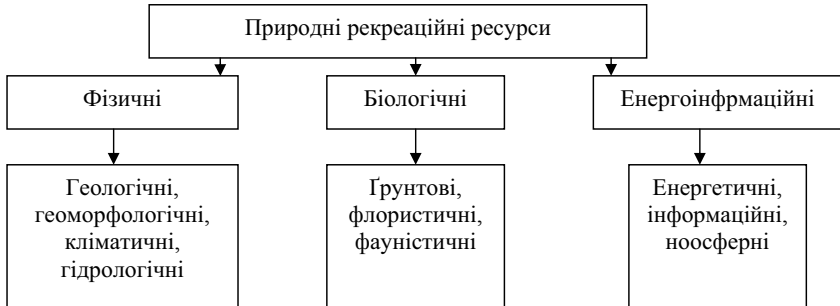 Природні рекреаційні ресурси
Фізичні
Біологічні
Енергоінфрмаційні
Геологічні,
геоморфологічні,
кліматичні,
гідрологічні
Ґрунтові,
флористичні,
фауністичні
Енергетичні,
інформаційні,
ноосферні